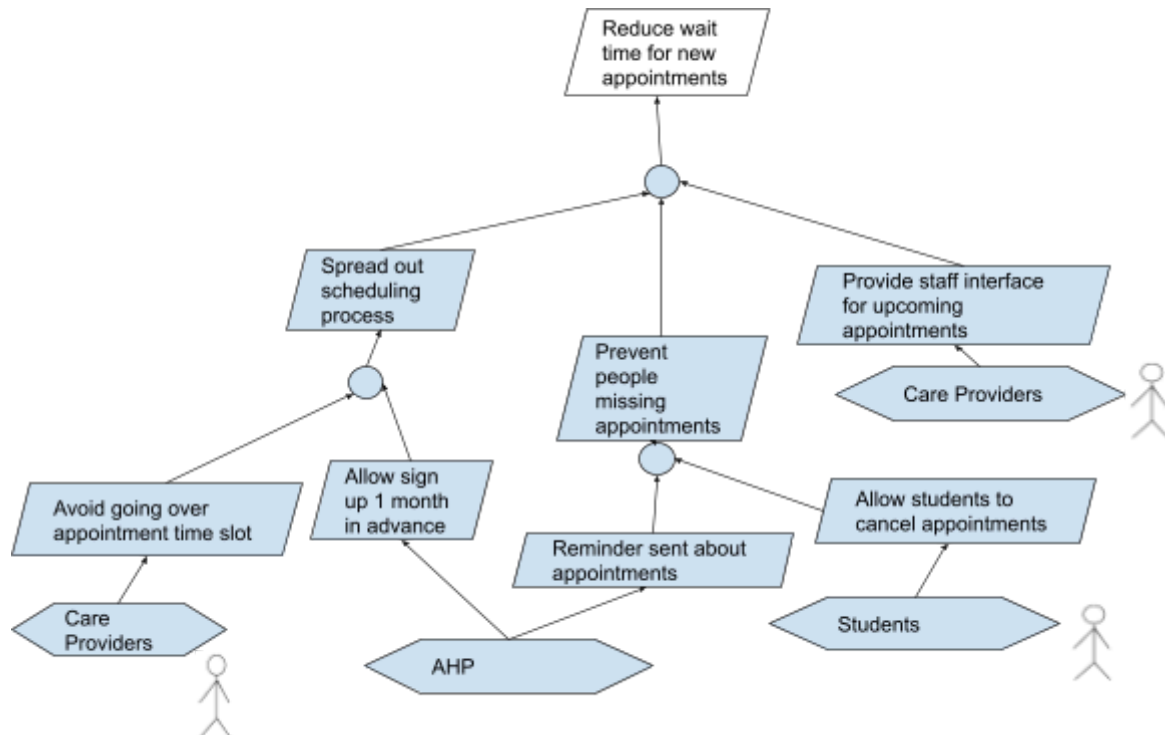 Reduce wait
time for new
appointments
Spread out
scheduling
process
Provide staff interface
for upcoming
appointments
Prevent
people
missing
appointments
Care Providers
Avoid going over
appointment time slot
Allow sign
up 1 month
in advance
Reminder sent about
appointments
Allow students to
cancel appointments
Care
Providers
AHP
Students